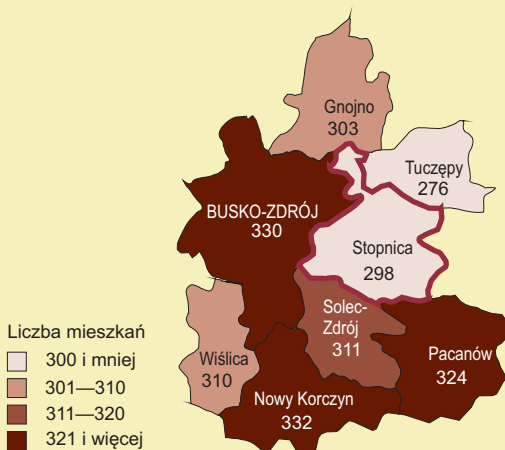 Gnojno
303
Tuczępy
276
BUSKO-ZDRÓJ
330
Stopnica
298
Solec-
Zdrój
311
Wiślica
310
Pacanów
324
Nowy Korczyn
332
Liczba mieszkań
300 i mniej
301—310
311—320
321 i więcej